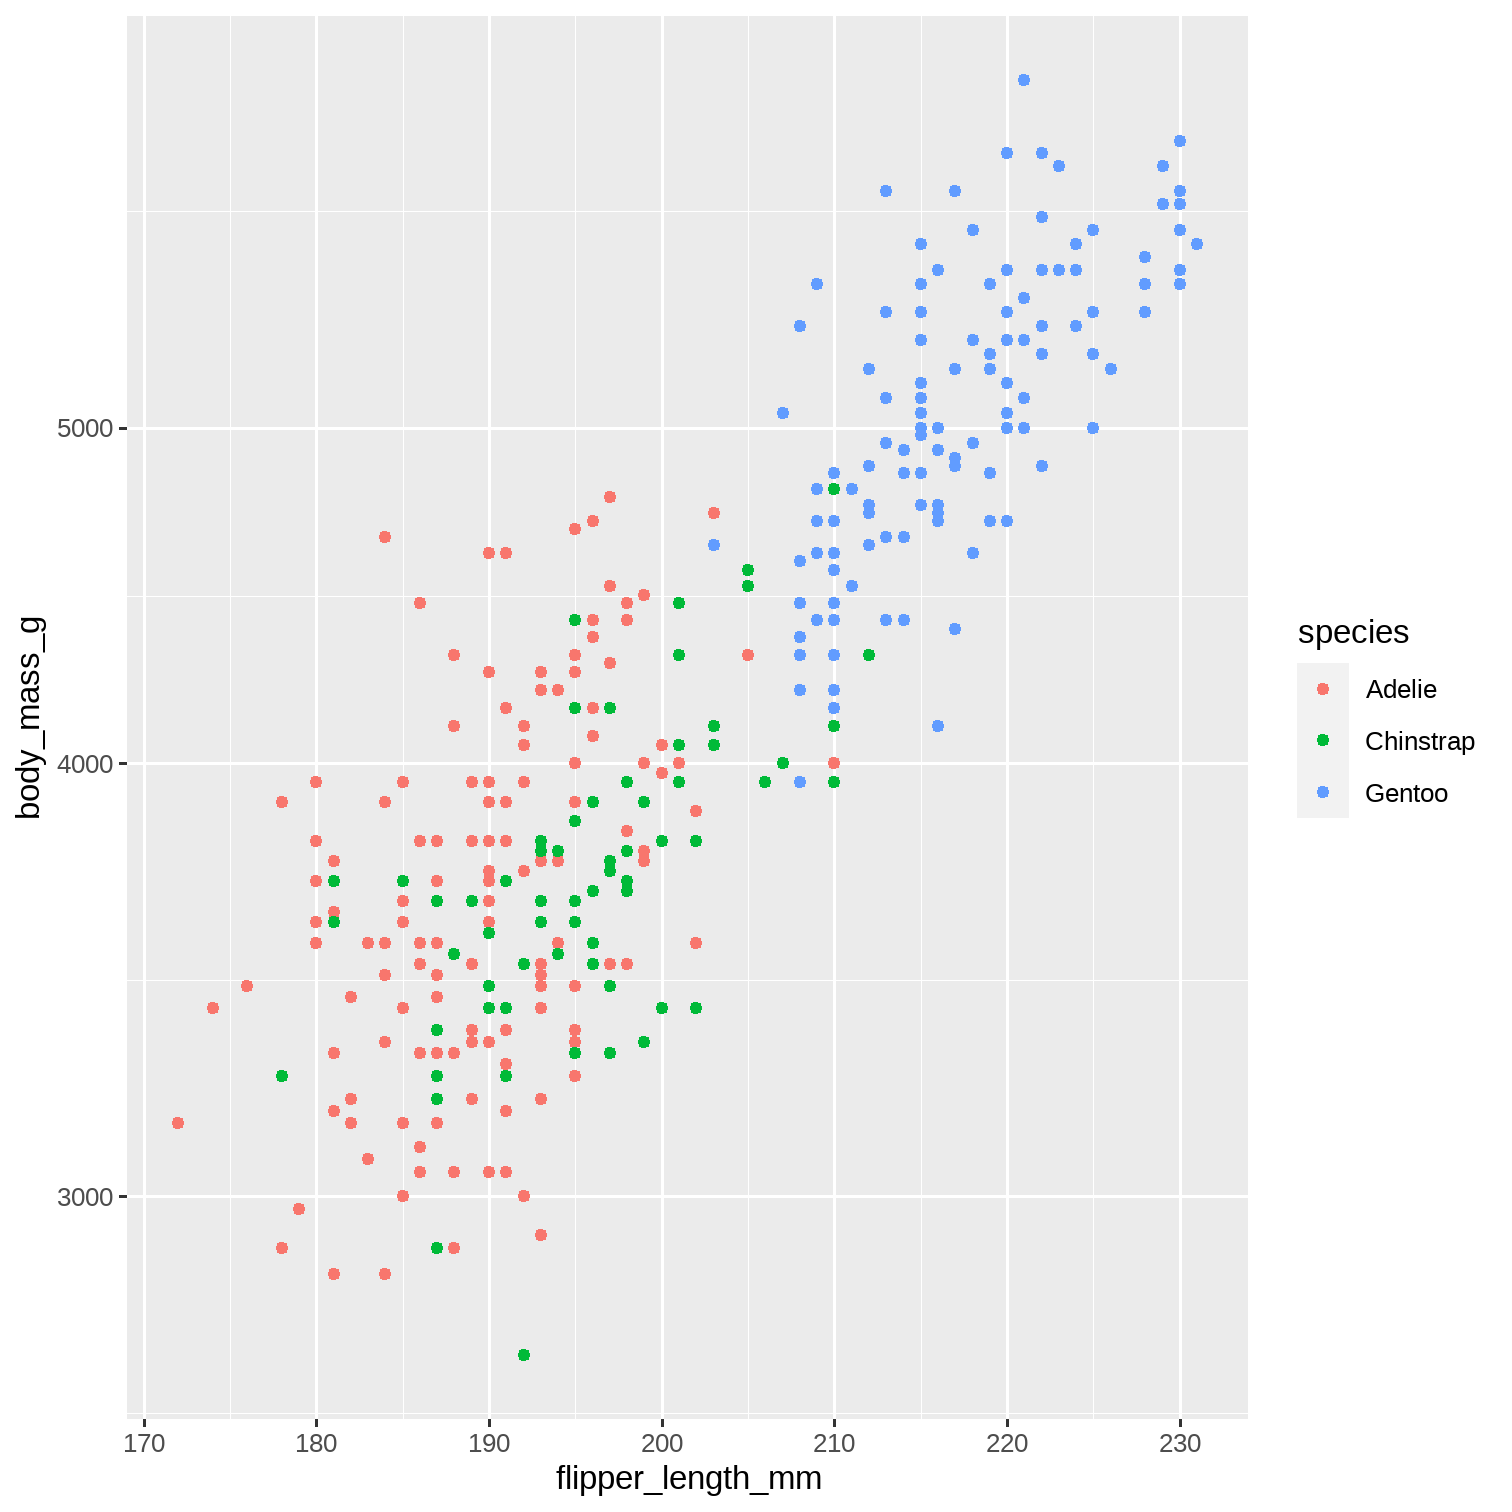 5000
4000
3000
body_mass_g
170 180 190 200 210 220 230
flipper_length_mm
species
Adelie
Chinstrap
Gentoo